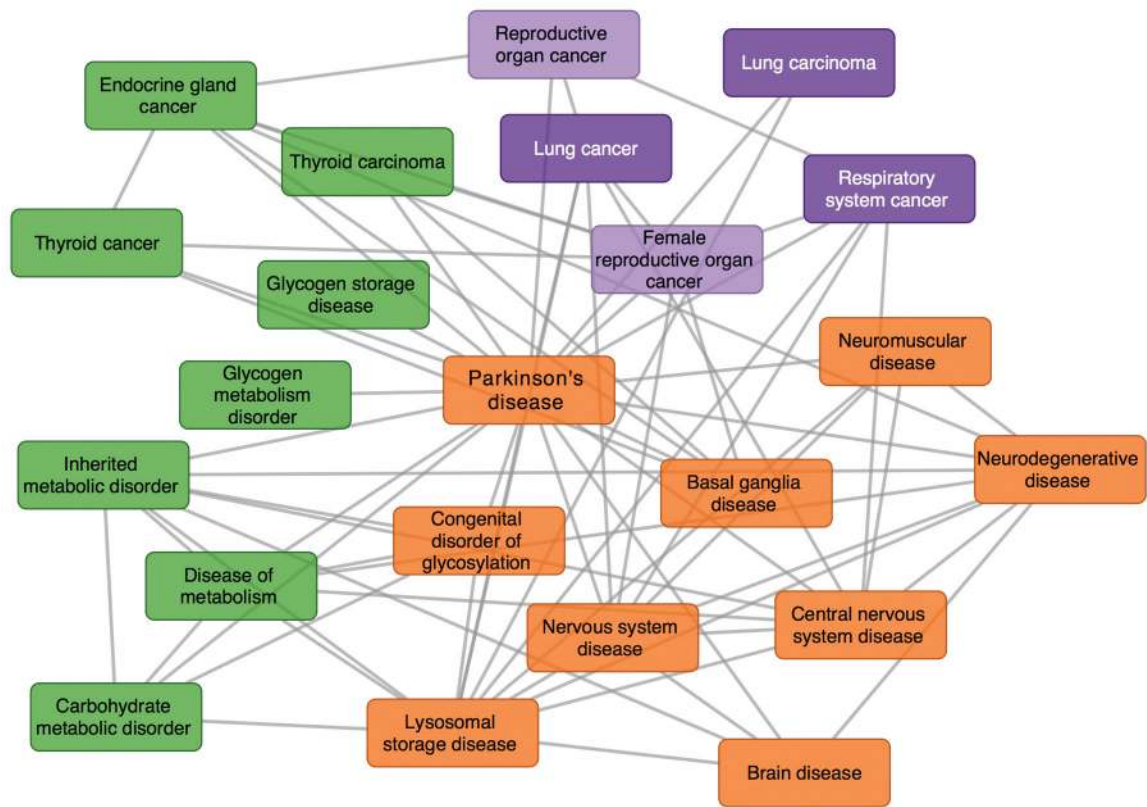 Reproductive
organ cancer
Lung carcinoma
Endocrine gland
cancer
Thyroid carcinoma
Lung cancer
Respiratory
system cancer
Thyroid cancer
Female
reproductive organ
cancer
Glycogen storage
disease
Neuromuscular
disease
Parkinson's
disease
Glycogen
metabolism
disorder
Inherited
metabolic disorder
Basal ganglia
disease
Neurodegenerative
disease
Congenital
disorder of
glycosylation
Disease of
metabolism
Nervous system
disease
Central nervous
system disease
Carbohydrate
metabolic disorder
Lysosomal
storage disease
Brain disease